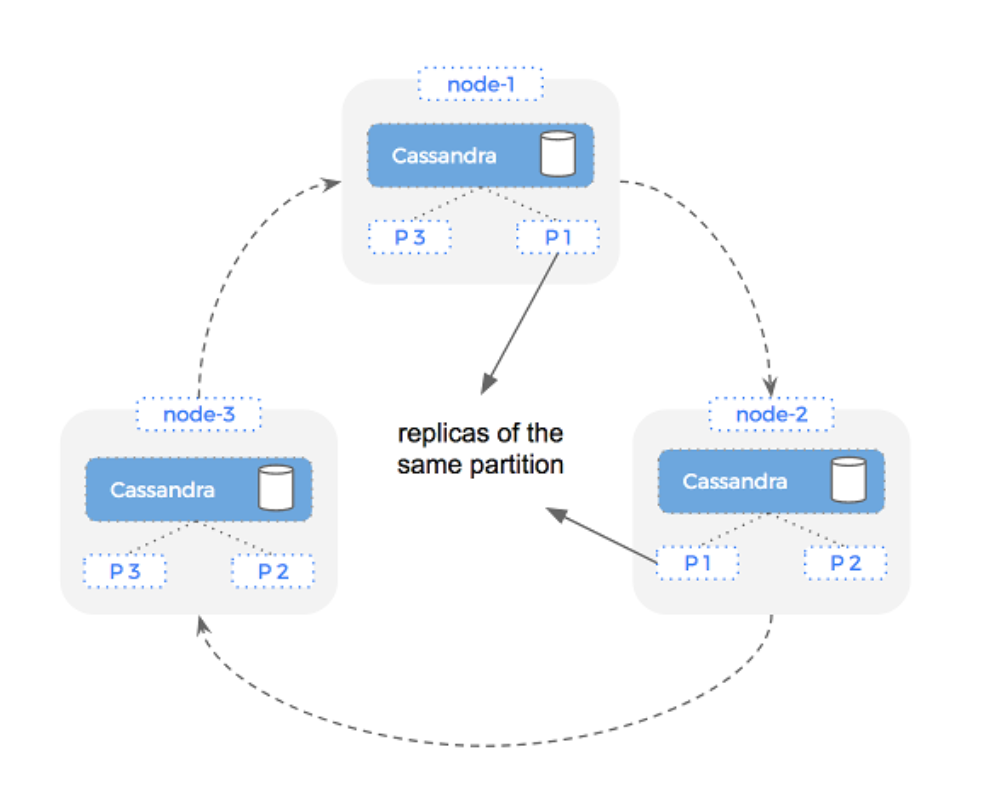 node-1
Cassandra
P 3
P 1
replicas of the
same partition
node-3
Cassandra
P 3
P 2
node-2
Cassandra
P 1
P 2